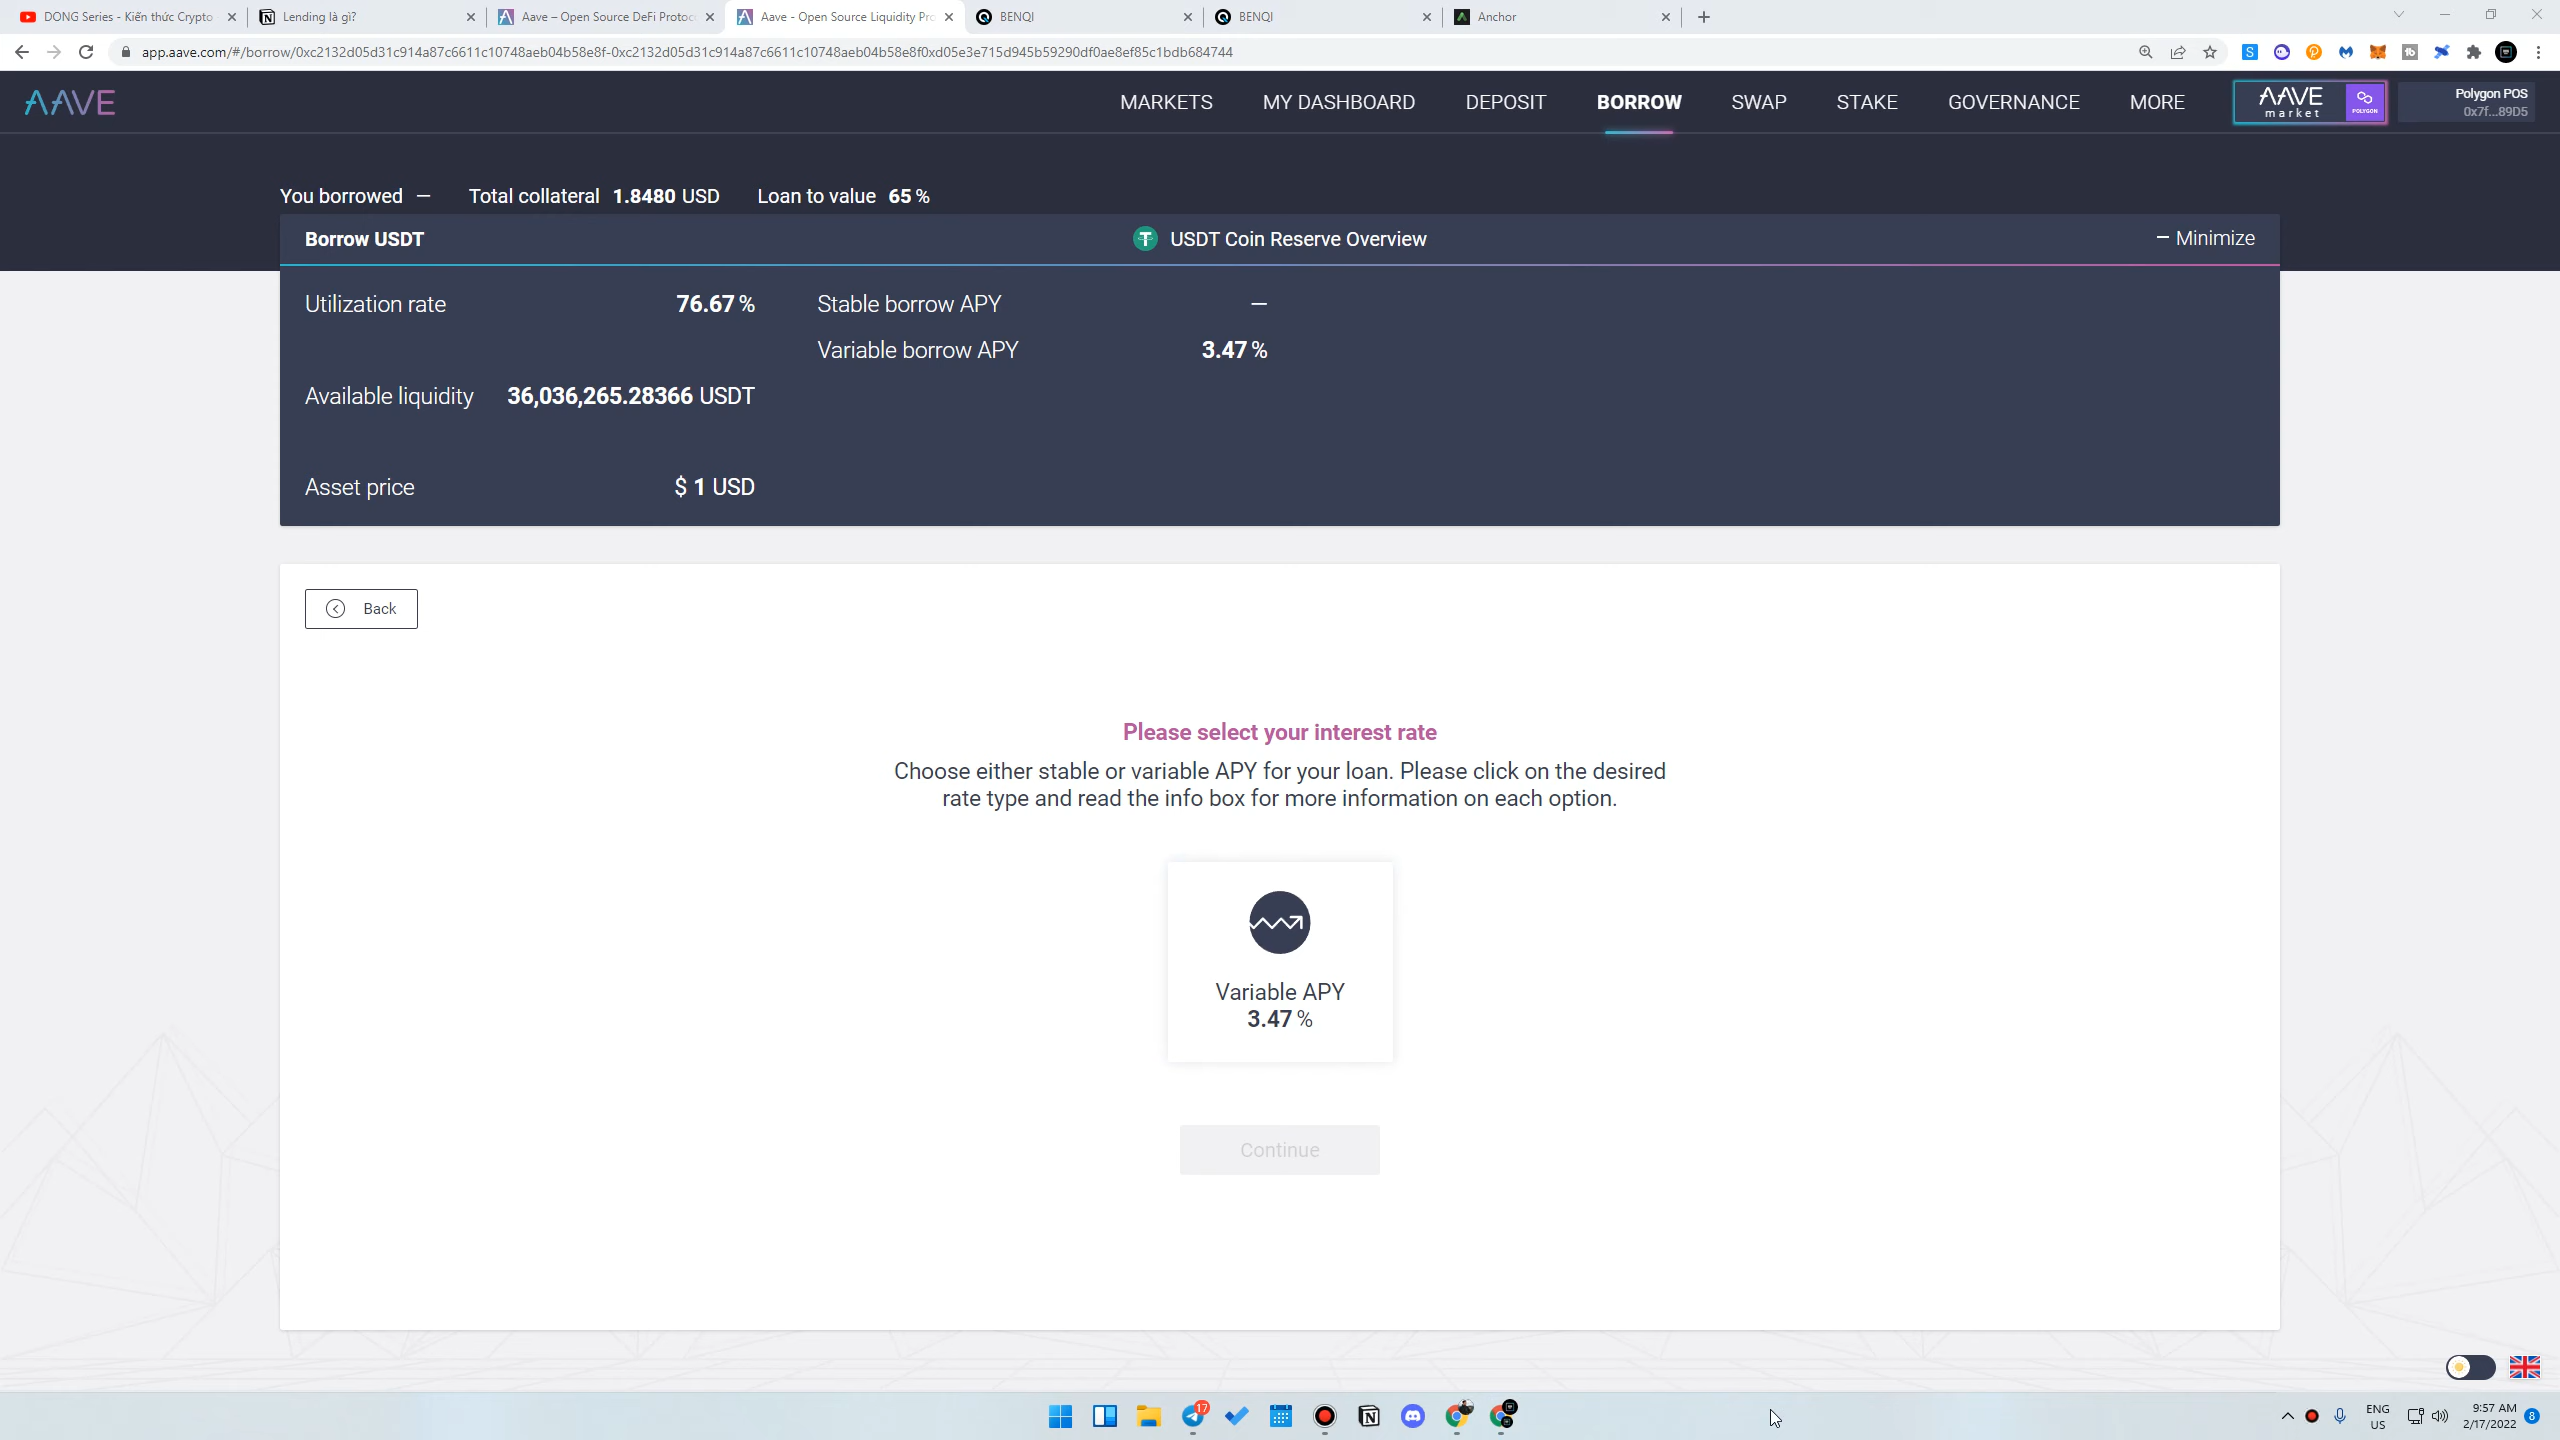 DONG Series - Kiến thức Crypto
Lending là gì?
Aave – Open Source DeFi Protoc
Aave - Open Source Liquidity Pr
BENQI
BENQI
Anchor
app.aave.com/#/borrow/0xc2132d05d31c914a87c6611c10748aeb04b58e8f-0xc2132d05d31c914a87c6611c10748aeb04b58e8f0xd05e3e715d945b59290df0ae8ef85c1bdb684744
AAVE
MARKETS
MY DASHBOARD
DEPOSIT
BORROW
SWAP
STAKE
GOVERNANCE
MORE
AAVE
market
POLYGON
Polygon POS
0x7f...89D5
You borrowed –
Total collateral 1.8480 USD
Loan to value 65 %
Borrow USDT
USDT Coin Reserve Overview
– Minimize
Utilization rate 76.67 %
Stable borrow APY –
Variable borrow APY 3.47 %
Available liquidity 36,036,265.28366 USDT
Asset price $ 1 USD
Back
Please select your interest rate
Choose either stable or variable APY for your loan. Please click on the desired
rate type and read the info box for more information on each option.
Variable APY
3.47 %
Continue
17
ENG
US
9:57 AM
2/17/2022
8